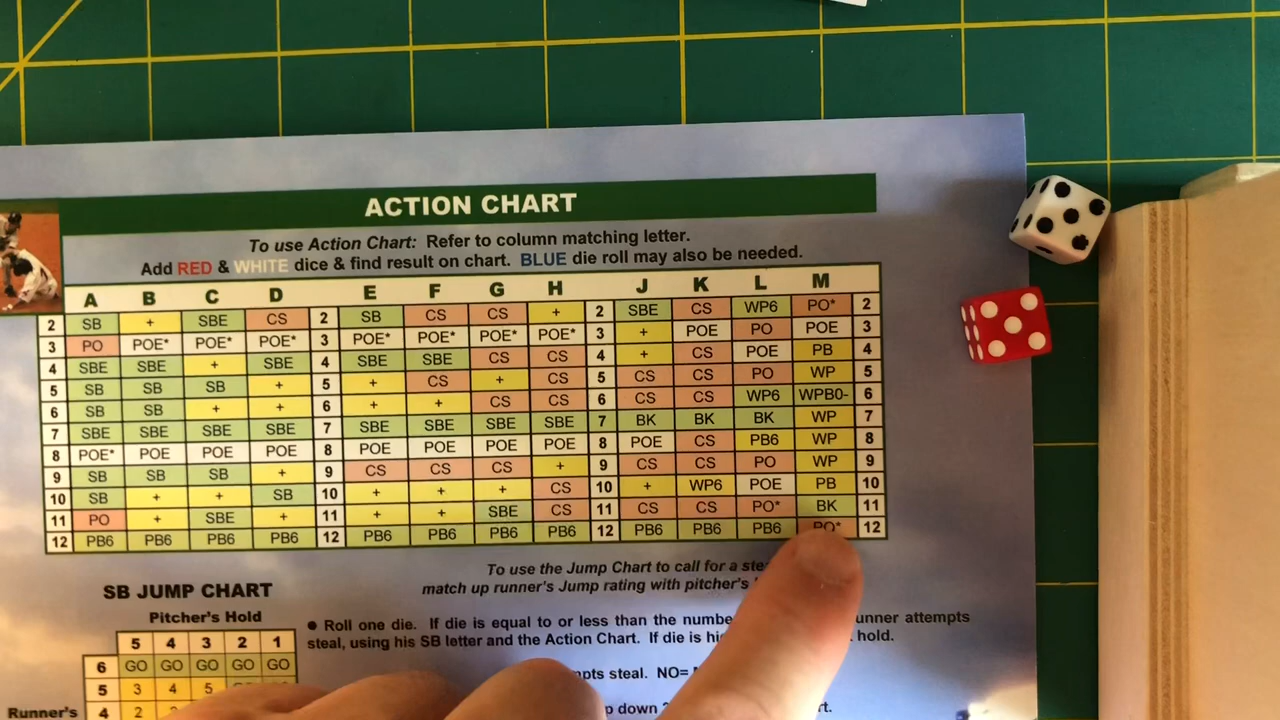 ACTION CHART
To use Action Chart: Refer to column matching letter.
Add RED & WHITE dice & find result on chart. BLUE die roll may also be needed.
A B C D E F G H J K L M
2 SB + SBE CS 2 SB CS CS + 2 SBE CS WP6 PO* 2
3 PO POE* POE* POE* 3 POE* POE* POE* POE* 3 + POE PO POE 3
4 SBE SBE + SBE 4 SBE SBE CS CS 4 + CS POE PB 4
5 SB SB SB + 5 + CS + CS 5 CS CS PO WP 5
6 SB SB + + 6 + + CS CS 6 CS CS WP6 WPB0- 6
7 SBE SBE SBE SBE 7 SBE SBE SBE SBE 7 BK BK BK WP 7
8 POE* POE POE POE 8 POE POE POE POE 8 POE CS PB6 WP 8
9 SB SB SB + 9 CS CS CS + 9 CS CS PO WP 9
10 SB + + SB 10 + + + CS 10 + WP6 POE PB 10
11 PO + SBE + 11 + + SBE CS 11 CS CS PO* BK 11
12 PB6 PB6 PB6 PB6 12 PB6 PB6 PB6 PB6 12 PB6 PB6 PB6 PO* 12
To use the Jump Chart to call for a
match up runner's Jump rating with pitcher's
SB JUMP CHART
Pitcher's Hold
5 4 3 2 1
6 GO GO GO GO GO
5 3 4 5
Runner's 4 2
● Roll one die. If die is equal to or less than the attempts
steal, using his SB letter and the Action Chart. If die is hold.
steal. NO=
down